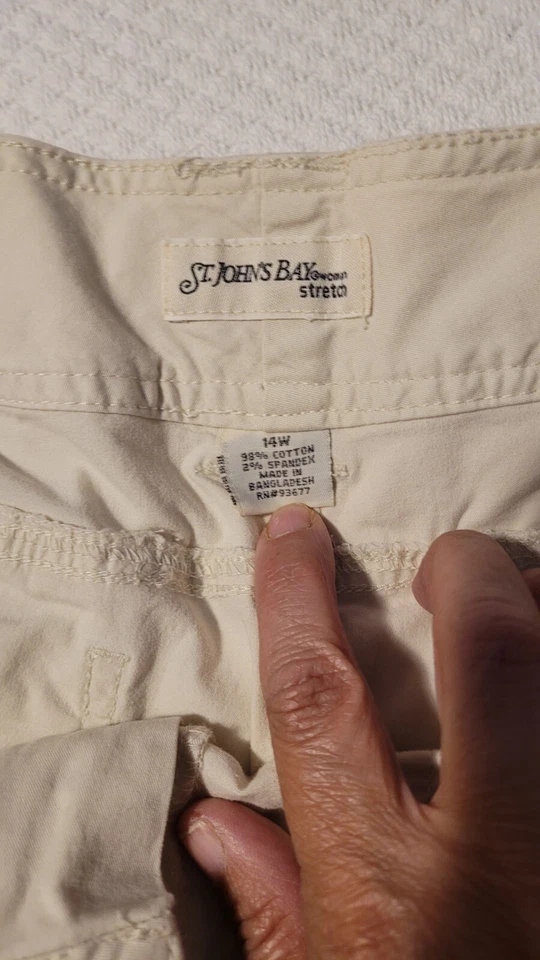 ST. JOHN'S BAY® woman
stretch
14W
98% COTTON
2% SPANDEX
MADE IN
BANGLADESH
RN#93677